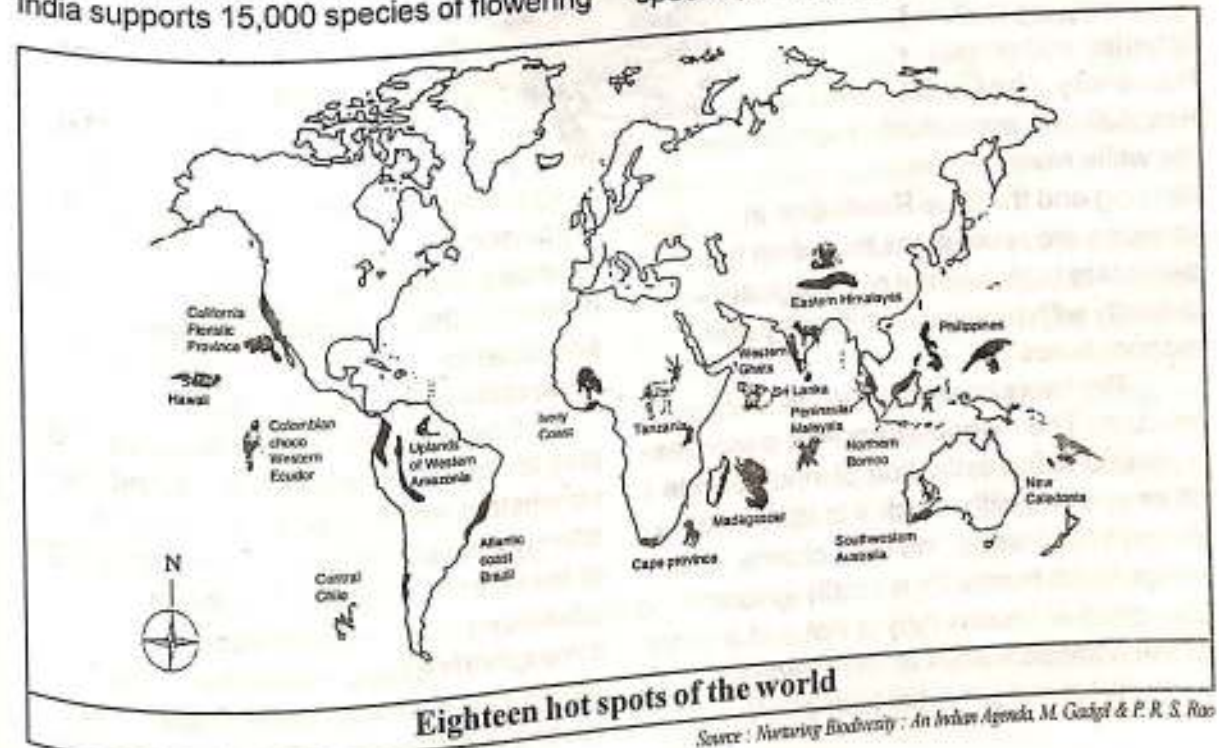 India supports 15,000 species of flowering
California
Floristic
Province
Hawaii
Colombian
choco
Western
Ecudor
Uplands
of Western
Amazonia
Atlantic
coast
Brazil
Central
Chile
Ivory
Coast
Tanzania
Cape province
Madagascar
Eastern Himalayas
Western
Ghats
Sri Lanka
Peninsular
Malaysia
Northern
Borneo
Philippines
Southwestern
Australia
New
Caledonia
N
Eighteen hot spots of the world
Source : Nurturing Biodiversity : An Indian Agenda, M. Gadgil & P. R. S. Rao